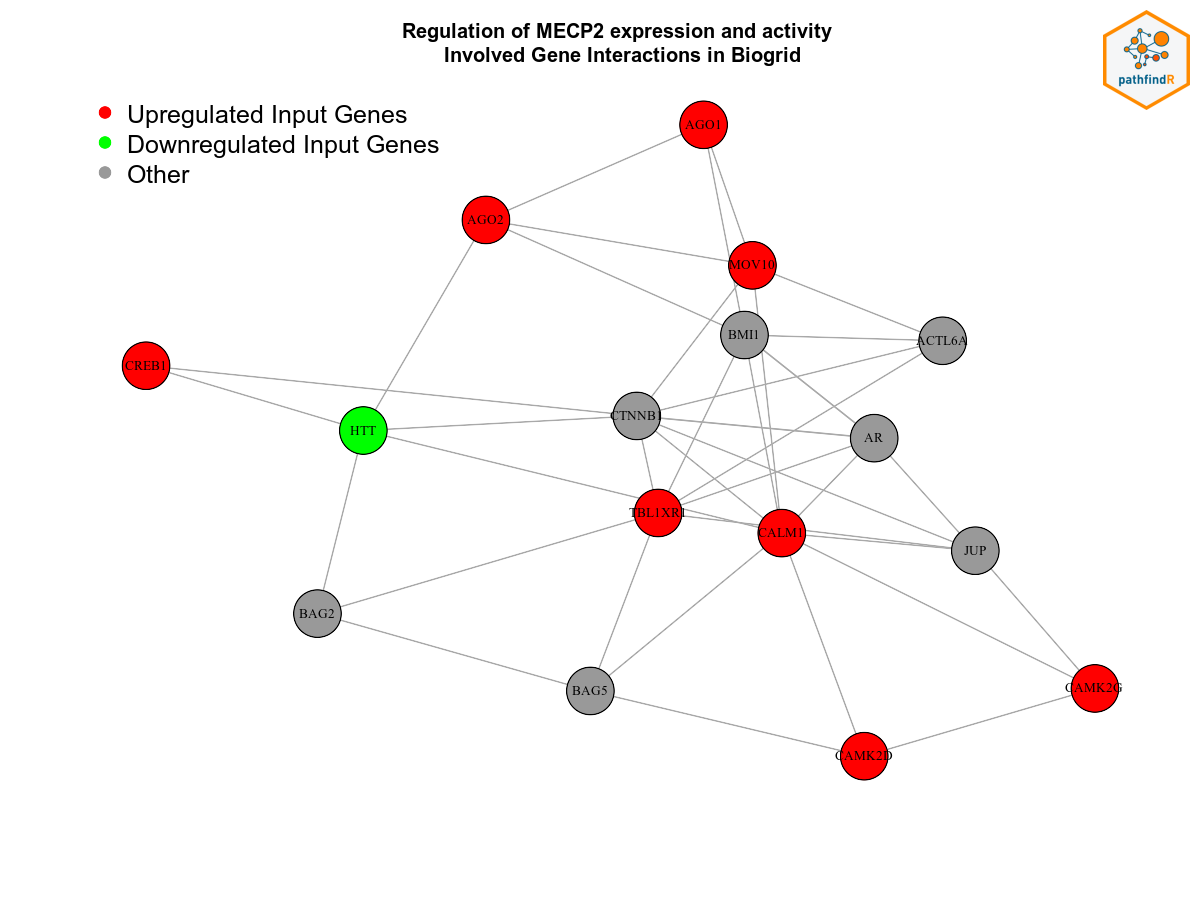 Regulation of MECP2 expression and activity
Involved Gene Interactions in Biogrid
pathfindR
Upregulated Input Genes
Downregulated Input Genes
Other
AGO1
AGO2
MOV10
BMI1
ACTL6A
CREB1
CTNNB1
HTT
AR
TBL1XR1
CALM1
JUP
BAG2
BAG5
CAMK2G
CAMK2D